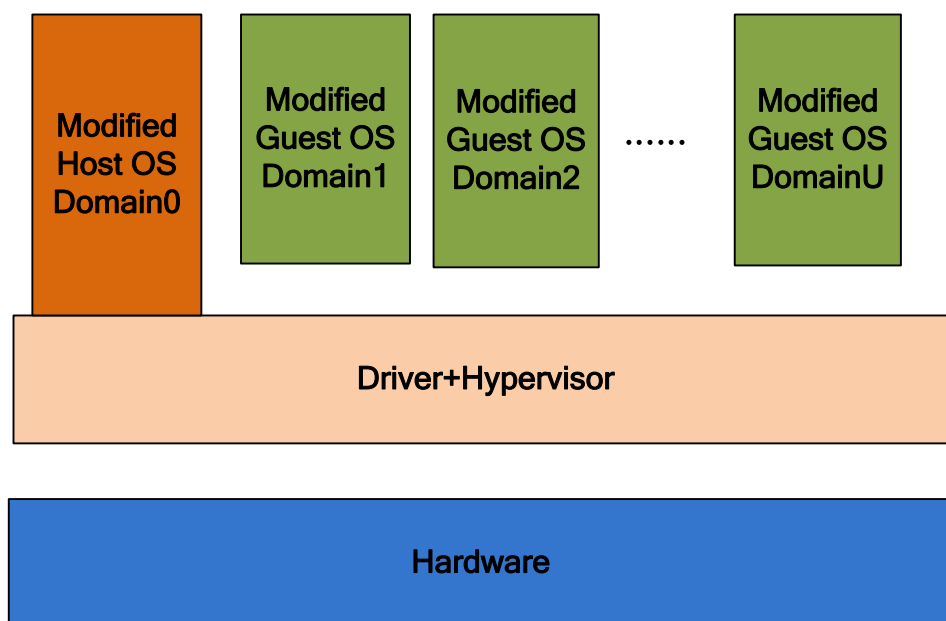 Modified
Host OS
Domain0
Modified
Guest OS
Domain1
Modified
Guest OS
Domain2
......
Modified
Guest OS
DomainU
Driver+Hypervisor
Hardware